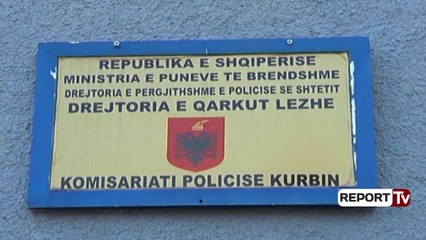 REPUBLIKA E SHQIPERISE
MINISTRIA E PUNEVE TE BRENDSHME
DREJTORIA E PERGJITHSHME E POLICISE SE SHTETIT
DREJTORIA E QARKUT LEZHE
KOMISARIATI POLICISE KURBIN
REPORT TV